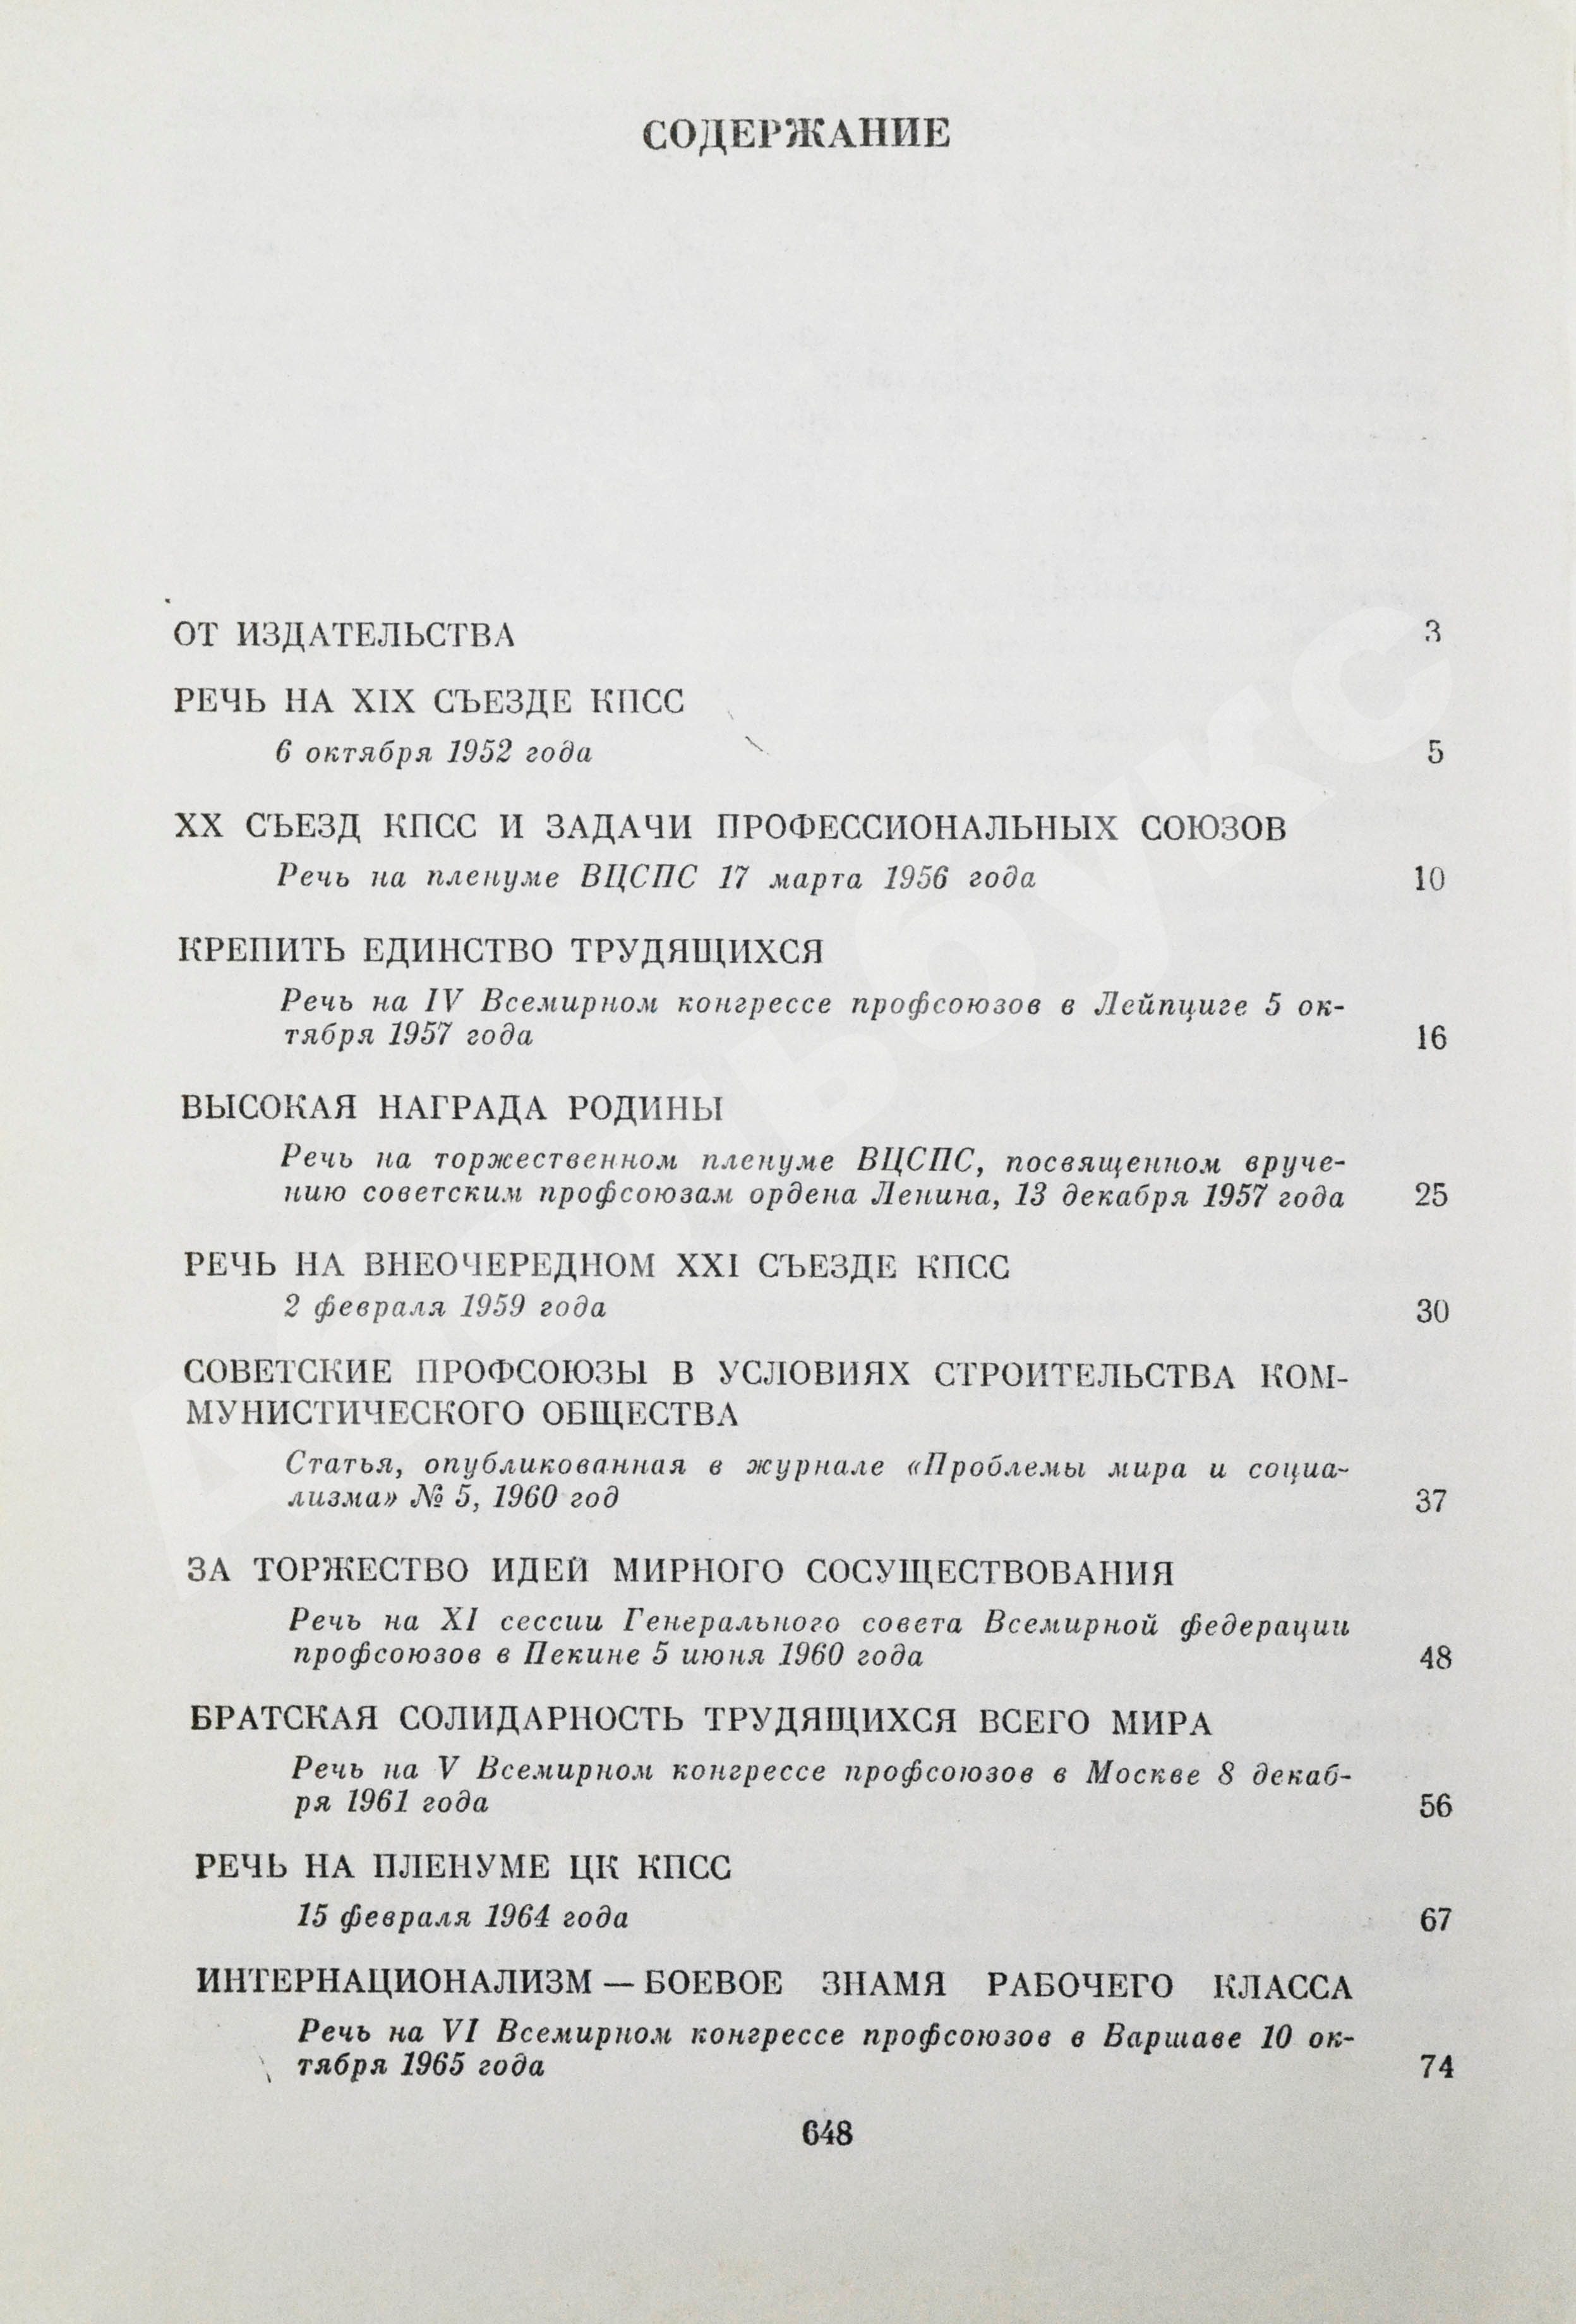 СОДЕРЖАНИЕ
ОТ ИЗДАТЕЛЬСТВА 3
РЕЧЬ НА XIX СЪЕЗДЕ КПСС
6 октября 1952 года 5
XX СЪЕЗД КПСС И ЗАДАЧИ ПРОФЕССИОНАЛЬНЫХ СОЮЗОВ
Речь на пленуме ВЦСПС 17 марта 1956 года 10
КРЕПИТЬ ЕДИНСТВО ТРУДЯЩИХСЯ
Речь на IV Всемирном конгрессе профсоюзов в Лейпциге 5 ок-
тября 1957 года 16
ВЫСОКАЯ НАГРАДА РОДИНЫ
Речь на торжественном пленуме ВЦСПС, посвященном вруче-
нию советским профсоюзам ордена Ленина, 13 декабря 1957 года 25
РЕЧЬ НА ВНЕОЧЕРЕДНОМ XXI СЪЕЗДЕ КПСС
2 февраля 1959 года 30
СОВЕТСКИЕ ПРОФСОЮЗЫ В УСЛОВИЯХ СТРОИТЕЛЬСТВА КОМ-
МУНИСТИЧЕСКОГО ОБЩЕСТВА
Статья, опубликованная в журнале «Проблемы мира и социа-
лизма» № 5, 1960 год 37
ЗА ТОРЖЕСТВО ИДЕЙ МИРНОГО СОСУЩЕСТВОВАНИЯ
Речь на XI сессии Генерального совета Всемирной федерации
профсоюзов в Пекине 5 июня 1960 года 48
БРАТСКАЯ СОЛИДАРНОСТЬ ТРУДЯЩИХСЯ ВСЕГО МИРА
Речь на V Всемирном конгрессе профсоюзов в Москве 8 декаб-
ря 1961 года 56
РЕЧЬ НА ПЛЕНУМЕ ЦК КПСС
15 февраля 1964 года 67
ИНТЕРНАЦИОНАЛИЗМ — БОЕВОЕ ЗНАМЯ РАБОЧЕГО КЛАССА
Речь на VI Всемирном конгрессе профсоюзов в Варшаве 10 ок-
тября 1965 года 74
648